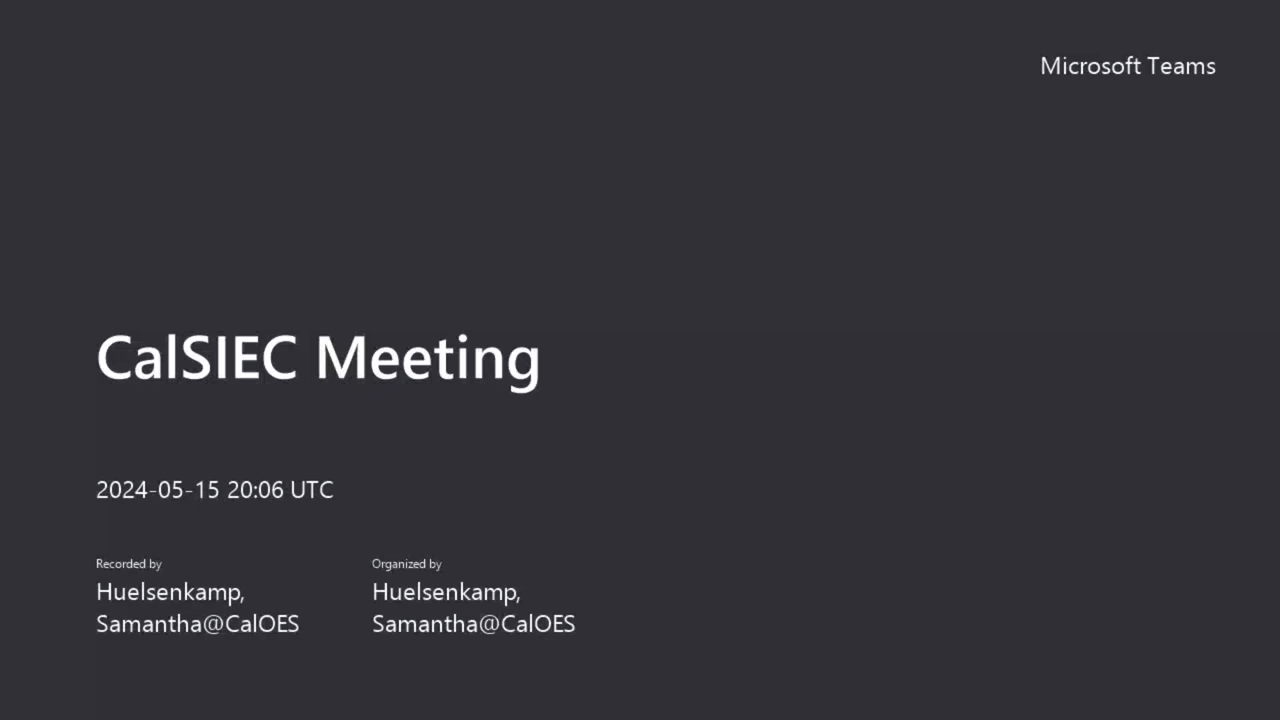 Microsoft Teams
CalSIEC Meeting
2024-05-15 20:06 UTC
Recorded by
Huelsenkamp,
Samantha@CalOES
Organized by
Huelsenkamp,
Samantha@CalOES